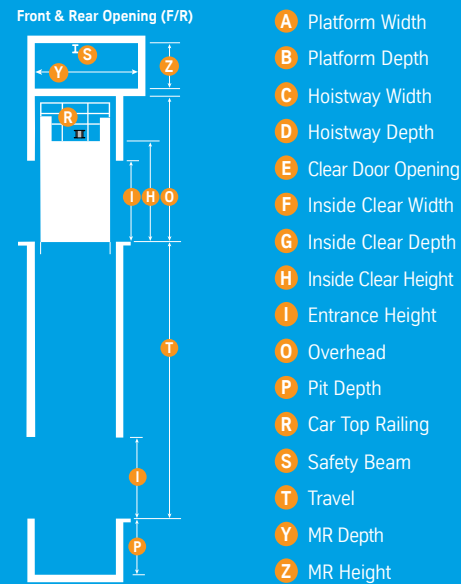 Front & Rear Opening (F/R)
S
Y
Z
R
I H O
T
I
P
A Platform Width
B Platform Depth
C Hoistway Width
D Hoistway Depth
E Clear Door Opening
F Inside Clear Width
G Inside Clear Depth
H Inside Clear Height
I Entrance Height
O Overhead
P Pit Depth
R Car Top Railing
S Safety Beam
T Travel
Y MR Depth
Z MR Height